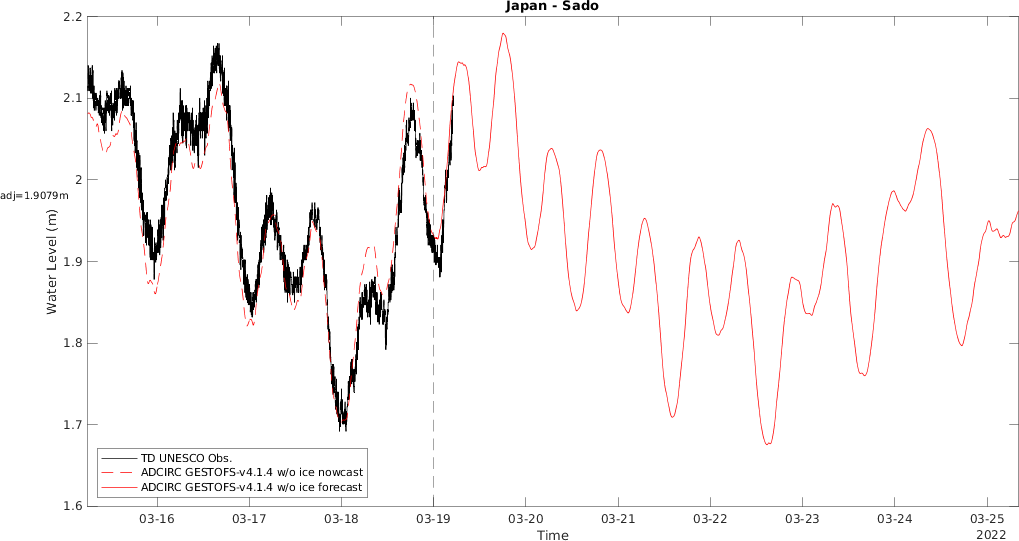 Japan - Sado
2.2
2.1
2
adj=1.9079m
1.9
1.8
1.7
1.6
Water Level (m)
TD UNESCO Obs.
ADCIRC GESTOFS-v4.1.4 w/o ice nowcast
ADCIRC GESTOFS-v4.1.4 w/o ice forecast
03-16 03-17 03-18 03-19 03-20 03-21 03-22 03-23 03-24 03-25
Time
2022